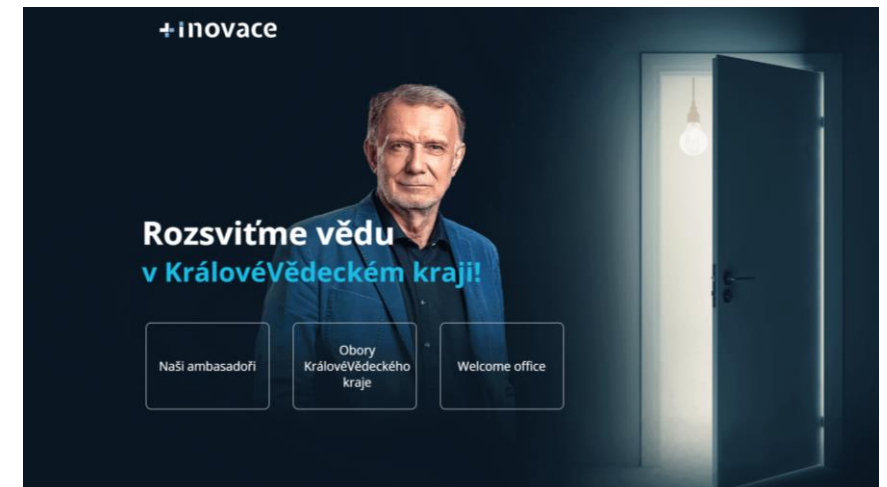 +inovace
Rozsviťme vědu
v KrálovéVědeckém kraji!
Naši ambasadoři
Obory
KrálovéVědeckého
kraje
Welcome office